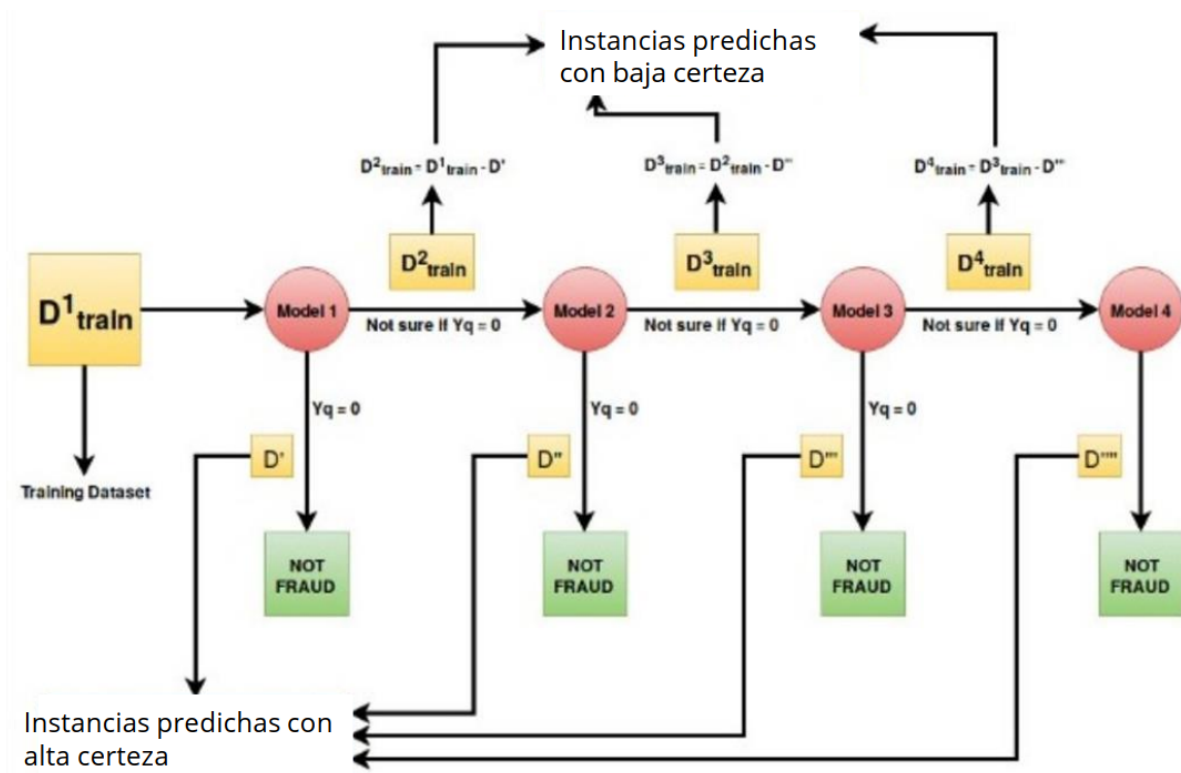 Instancias predichas
con baja certeza
D²train = D¹train - D'
D³train = D²train - D''
D⁴train = D³train - D'''
D²train
D³train
D⁴train
D¹train
Model 1
Not sure if Yq = 0
Model 2
Not sure if Yq = 0
Model 3
Not sure if Yq = 0
Model 4
Yq = 0
Yq = 0
Yq = 0
D'
D''
D'''
D''''
Training Dataset
NOT
FRAUD
NOT
FRAUD
NOT
FRAUD
NOT
FRAUD
Instancias predichas con
alta certeza